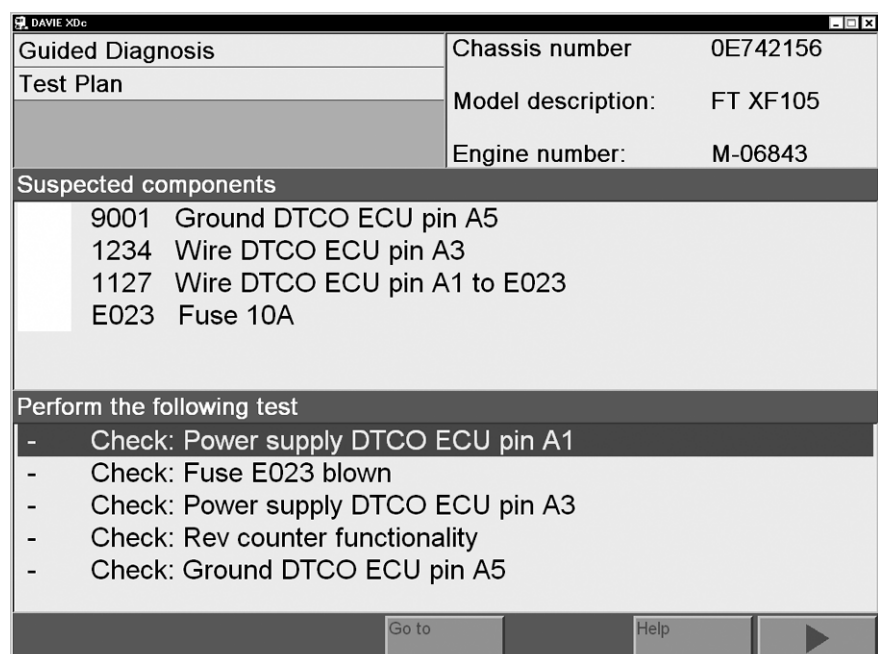 DAVIE XDc
Guided Diagnosis
Test Plan
Chassis number 0E742156
Model description: FT XF105
Engine number: M-06843
Suspected components
9001 Ground DTCO ECU pin A5
1234 Wire DTCO ECU pin A3
1127 Wire DTCO ECU pin A1 to E023
E023 Fuse 10A
Perform the following test
- Check: Power supply DTCO ECU pin A1
- Check: Fuse E023 blown
- Check: Power supply DTCO ECU pin A3
- Check: Rev counter functionality
- Check: Ground DTCO ECU pin A5
Go to
Help